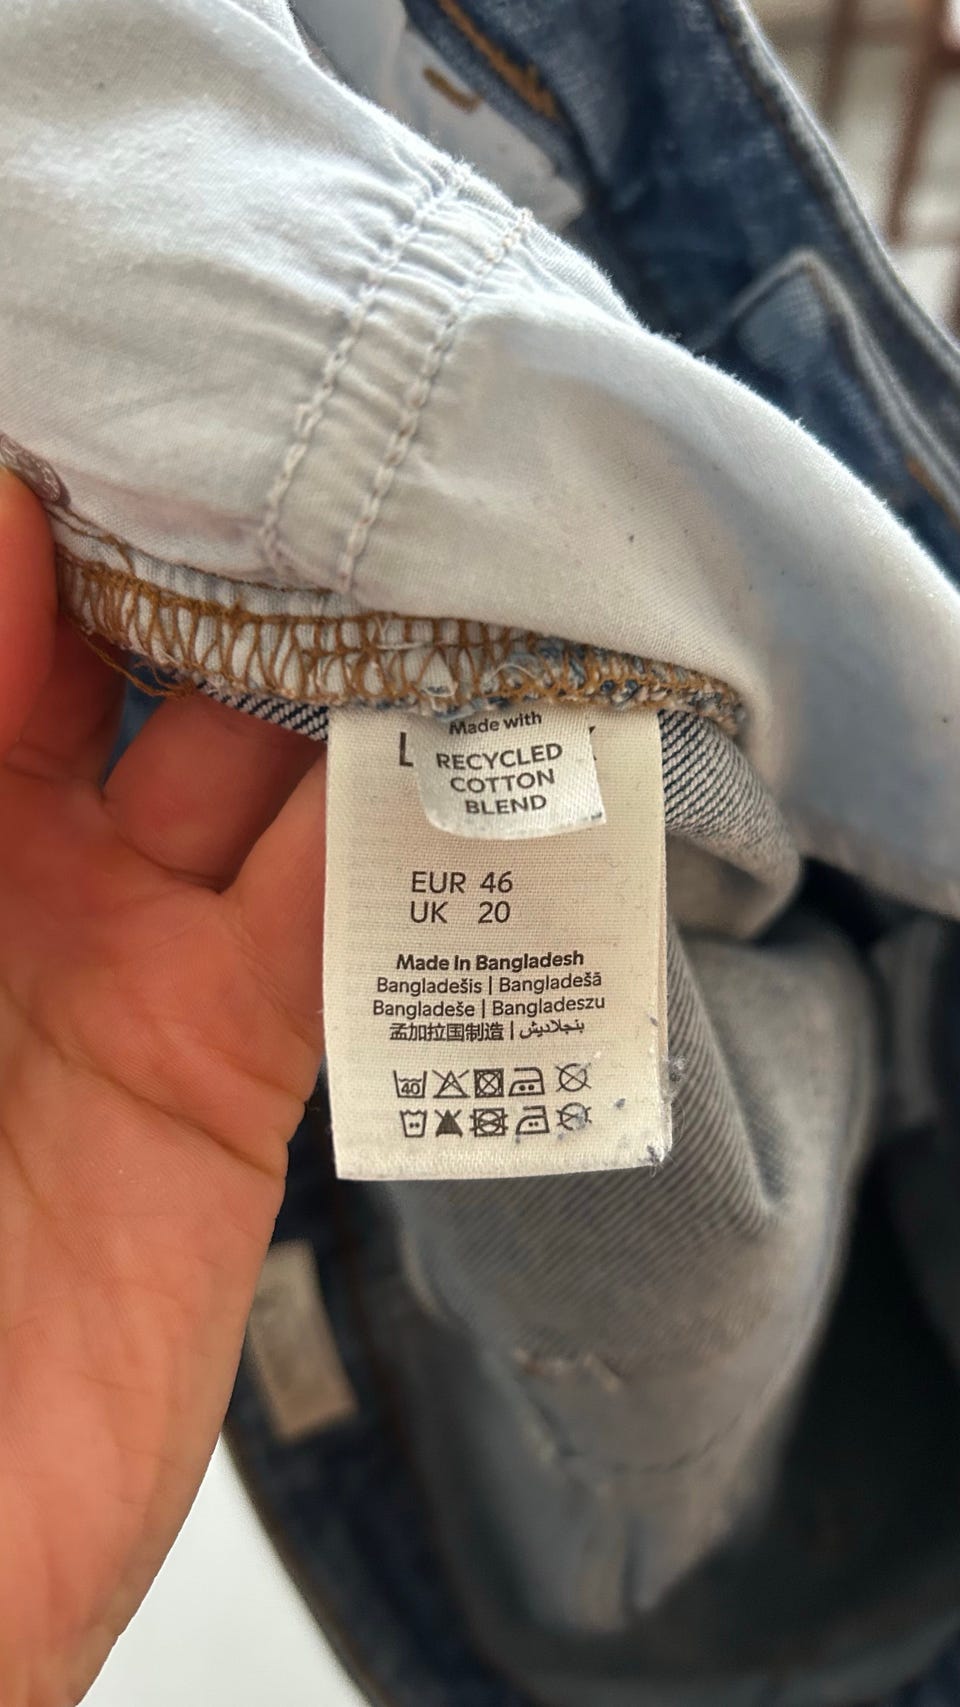 Made with
RECYCLED
COTTON
BLEND
EUR 46
UK 20
Made In Bangladesh
Bangladešis | Bangladešā
Bangladeše | Bangladeszu
孟加拉国制造 | بنجلاديش
40